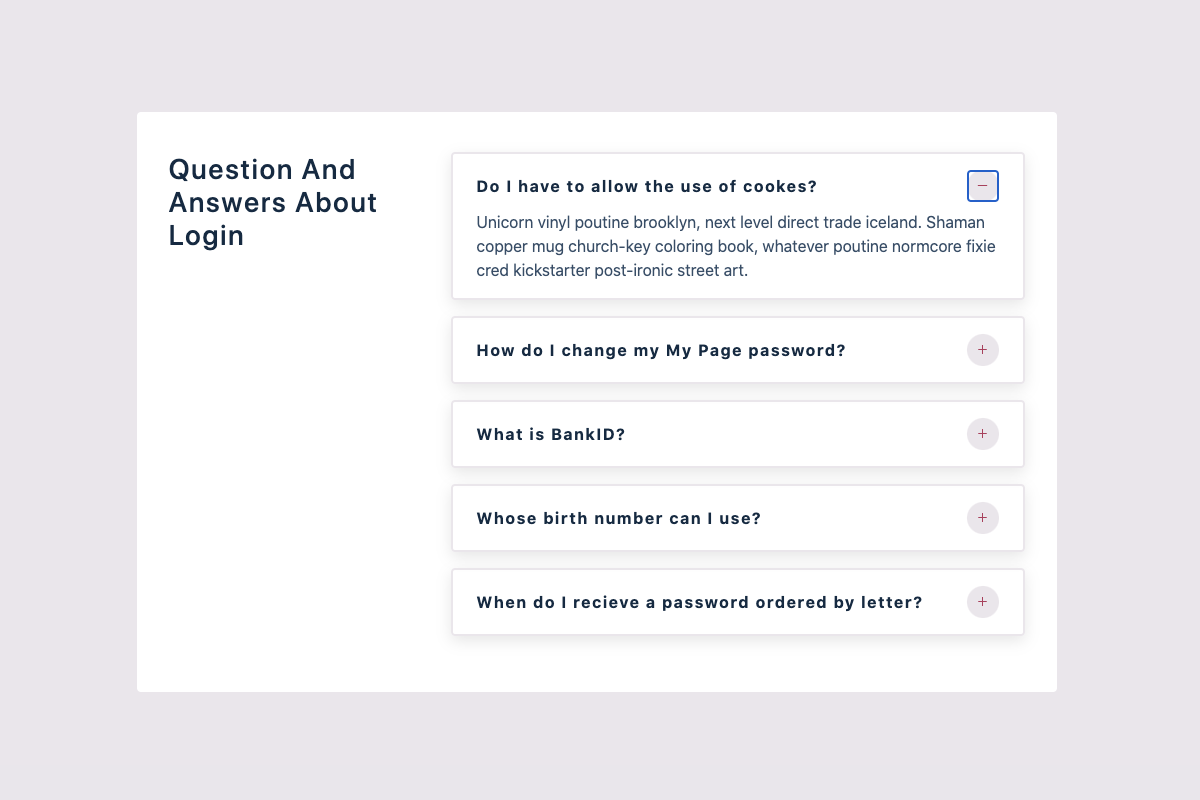 Question And
Answers About
Login
Do I have to allow the use of cookes?
Unicorn vinyl poutine brooklyn, next level direct trade iceland. Shaman
copper mug church-key coloring book, whatever poutine normcore fixie
cred kickstarter post-ironic street art.
How do I change my My Page password?
What is BankID?
Whose birth number can I use?
When do I recieve a password ordered by letter?